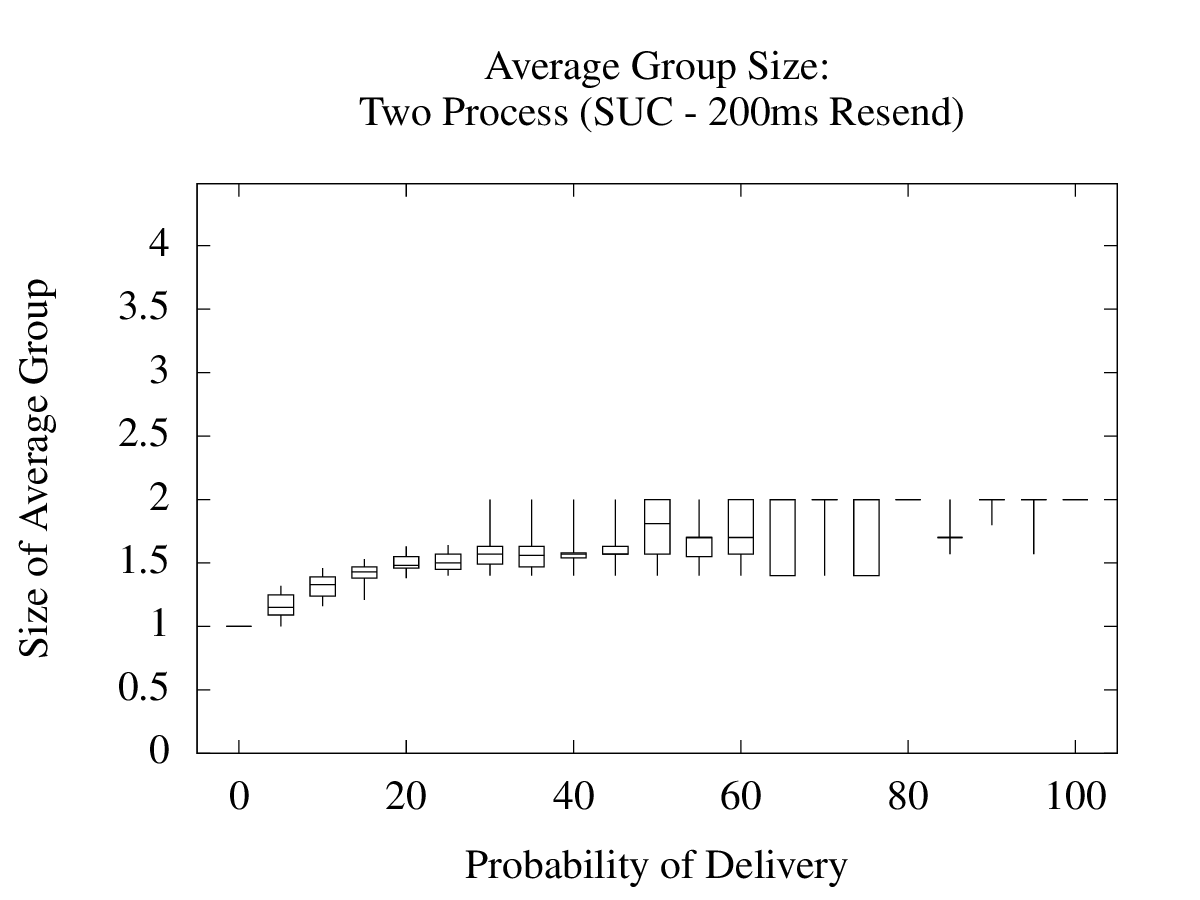 Average Group Size:
Two Process (SUC - 200ms Resend)
Size of Average Group
4
3.5
3
2.5
2
1.5
1
0.5
0
0 20 40 60 80 100
Probability of Delivery